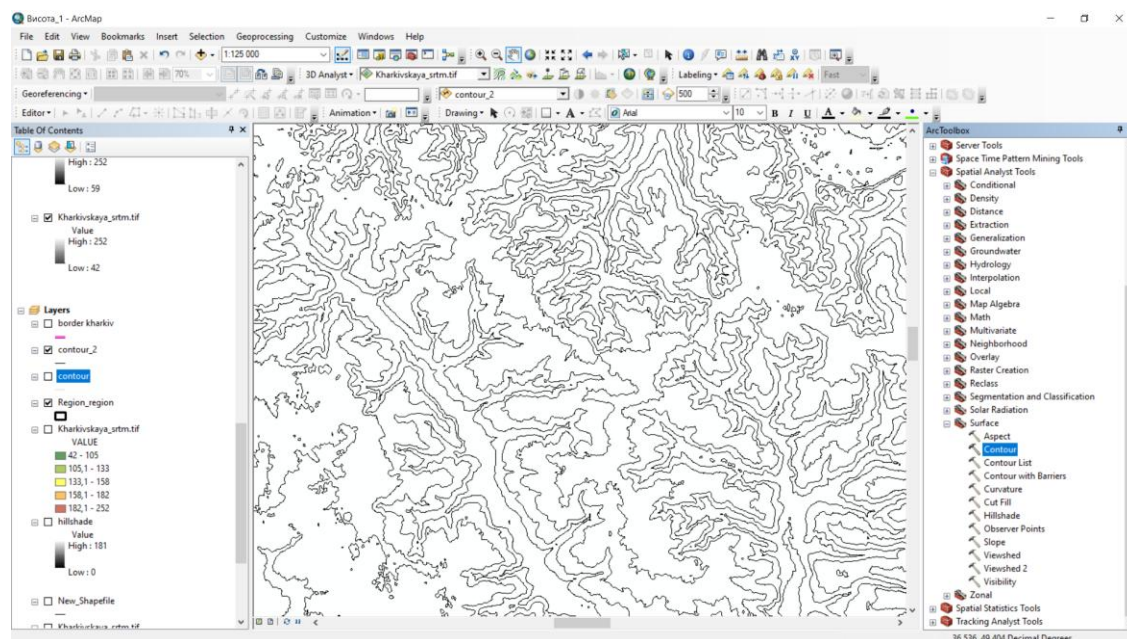 Висота_1 - ArcMap
File Edit View Bookmarks Insert Selection Geoprocessing Customize Windows Help
1:125 000
70% 3D Analyst Kharkivskaya_srtm.tif Labeling Fast
Georeferencing contour_2 500
Editor Animation Drawing A Arial 10 B I U A
Table Of Contents
High : 252
Low : 59
Kharkivskaya_srtm.tif
Value
High : 252
Low : 42
Layers
border kharkiv
contour_2
contour
Region_region
Kharkivskaya_srtm.tif
VALUE
42 - 105
105,1 - 133
133,1 - 158
158,1 - 182
182,1 - 252
hillshade
Value
High : 181
Low : 0
New_Shapefile
Kharkivskaya_srtm.tif
ArcToolbox
Server Tools
Space Time Pattern Mining Tools
Spatial Analyst Tools
Conditional
Density
Distance
Extraction
Generalization
Groundwater
Hydrology
Interpolation
Local
Map Algebra
Math
Multivariate
Neighborhood
Overlay
Raster Creation
Reclass
Segmentation and Classification
Solar Radiation
Surface
Aspect
Contour
Contour List
Contour with Barriers
Curvature
Cut Fill
Hillshade
Observer Points
Slope
Viewshed
Viewshed 2
Visibility
Zonal
Spatial Statistics Tools
Tracking Analyst Tools
36,536 49,404 Decimal Degrees